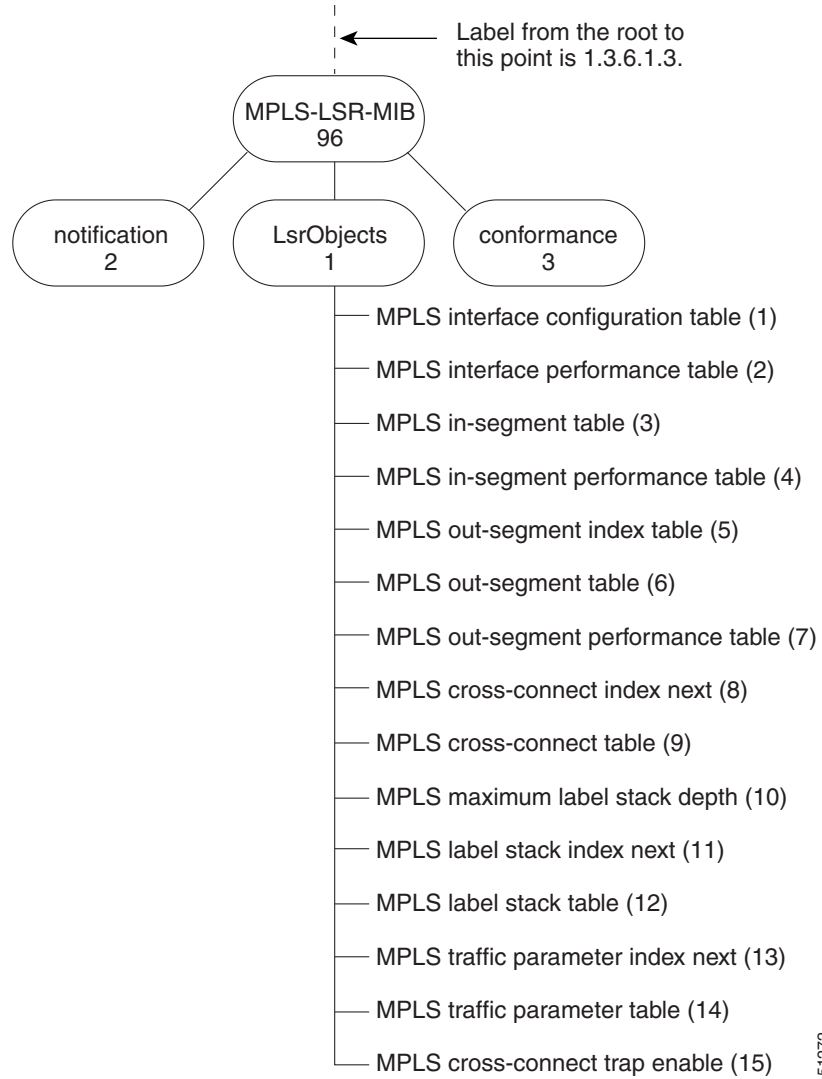 Label from the root to
this point is 1.3.6.1.3.
MPLS-LSR-MIB
96
notification
2
LsrObjects
1
conformance
3
MPLS interface configuration table (1)
MPLS interface performance table (2)
MPLS in-segment table (3)
MPLS in-segment performance table (4)
MPLS out-segment index table (5)
MPLS out-segment table (6)
MPLS out-segment performance table (7)
MPLS cross-connect index next (8)
MPLS cross-connect table (9)
MPLS maximum label stack depth (10)
MPLS label stack index next (11)
MPLS label stack table (12)
MPLS traffic parameter index next (13)
MPLS traffic parameter table (14)
MPLS cross-connect trap enable (15)